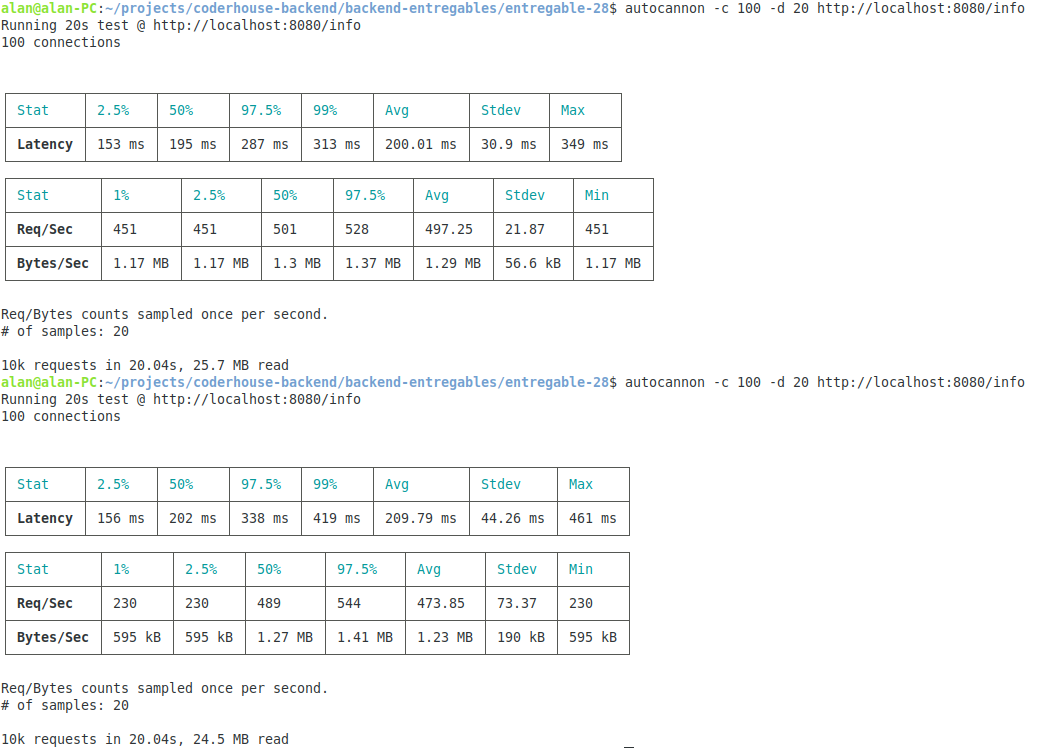 alan@alan-PC:~/projects/coderhouse-backend/backend-entregables/entregable-28$ autocannon -c 100 -d 20 http://localhost:8080/info
Running 20s test @ http://localhost:8080/info
100 connections
Stat 2.5% 50% 97.5% 99% Avg Stdev Max
Latency 153 ms 195 ms 287 ms 313 ms 200.01 ms 30.9 ms 349 ms
Stat 1% 2.5% 50% 97.5% Avg Stdev Min
Req/Sec 451 451 501 528 497.25 21.87 451
Bytes/Sec 1.17 MB 1.17 MB 1.3 MB 1.37 MB 1.29 MB 56.6 kB 1.17 MB
Req/Bytes counts sampled once per second.
# of samples: 20
10k requests in 20.04s, 25.7 MB read
alan@alan-PC:~/projects/coderhouse-backend/backend-entregables/entregable-28$ autocannon -c 100 -d 20 http://localhost:8080/info
Running 20s test @ http://localhost:8080/info
100 connections
Stat 2.5% 50% 97.5% 99% Avg Stdev Max
Latency 156 ms 202 ms 338 ms 419 ms 209.79 ms 44.26 ms 461 ms
Stat 1% 2.5% 50% 97.5% Avg Stdev Min
Req/Sec 230 230 489 544 473.85 73.37 230
Bytes/Sec 595 kB 595 kB 1.27 MB 1.41 MB 1.23 MB 190 kB 595 kB
Req/Bytes counts sampled once per second.
# of samples: 20
10k requests in 20.04s, 24.5 MB read